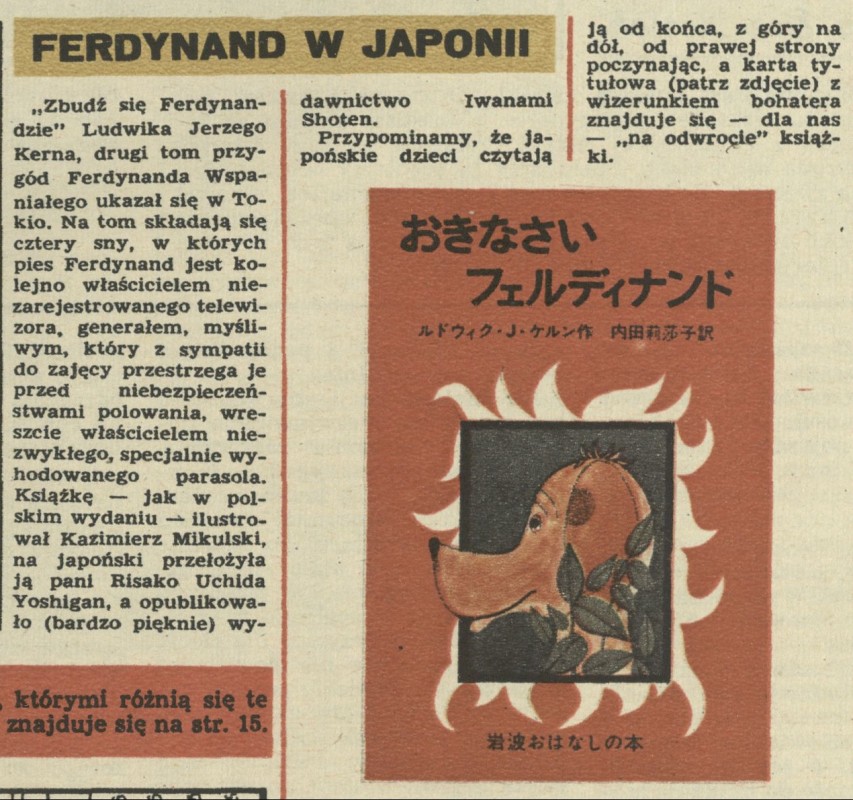 FERDYNAND W JAPONII
„Zbudź się Ferdynan-
dzie” Ludwika Jerzego
Kerna, drugi tom przy-
gód Ferdynanda Wspa-
niałego ukazał się w To-
kio. Na tom składają się
cztery sny, w których
pies Ferdynand jest ko-
lejno właścicielem nie-
zarejestrowanego telewi-
zora, generałem, myśli-
wym, który z sympatii
do zajęcy przestrzega je
przed niebezpieczeń-
stwami polowania, wre-
szcie właścicielem nie-
zwykłego, specjalnie wy-
hodowanego parasola.
Książkę — jak w pol-
skim wydaniu — ilustro-
wał Kazimierz Mikulski,
na japoński przełożyła
ją pani Risako Uchida
Yoshigan, a opublikowa-
ło (bardzo pięknie) wy-
dawnictwo Iwanami
Shoten.
Przypominamy, że ja-
pońskie dzieci czytają
ją od końca, z góry na
dół, od prawej strony
poczynając, a karta ty-
tułowa (patrz zdjęcie) z
wizerunkiem bohatera
znajduje się — dla nas
— „na odwrocie” książ-
ki.
おきなさい
フェルディナンド
ルドウィク・J・ケルン作 内田莉莎子訳
岩波おはなしの本
, którymi różnią się te
znajduje się na str. 15.